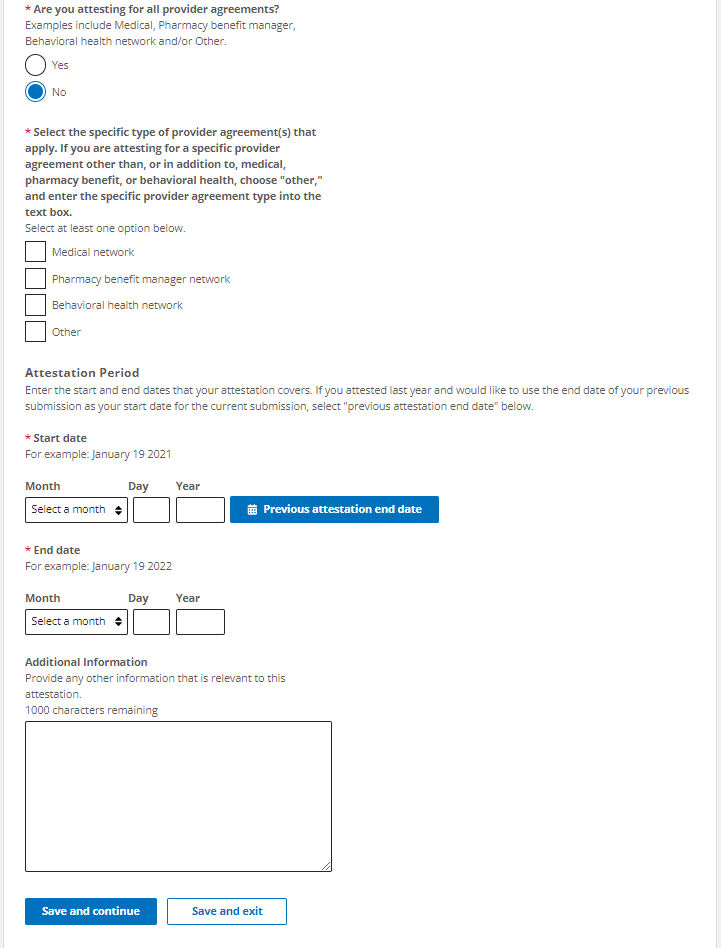 * Are you attesting for all provider agreements?
Examples include Medical, Pharmacy benefit manager,
Behavioral health network and/or Other.
Yes
No
* Select the specific type of provider agreement(s) that
apply. If you are attesting for a specific provider
agreement other than, or in addition to, medical,
pharmacy benefit, or behavioral health, choose "other,"
and enter the specific provider agreement type into the
text box.
Select at least one option below.
Medical network
Pharmacy benefit manager network
Behavioral health network
Other
Attestation Period
Enter the start and end dates that your attestation covers. If you attested last year and would like to use the end date of your previous
submission as your start date for the current submission, select "previous attestation end date" below.
* Start date
For example: January 19 2021
Month Day Year
Select a month Previous attestation end date
* End date
For example: January 19 2022
Month Day Year
Select a month
Additional Information
Provide any other information that is relevant to this
attestation.
1000 characters remaining
Save and continue Save and exit